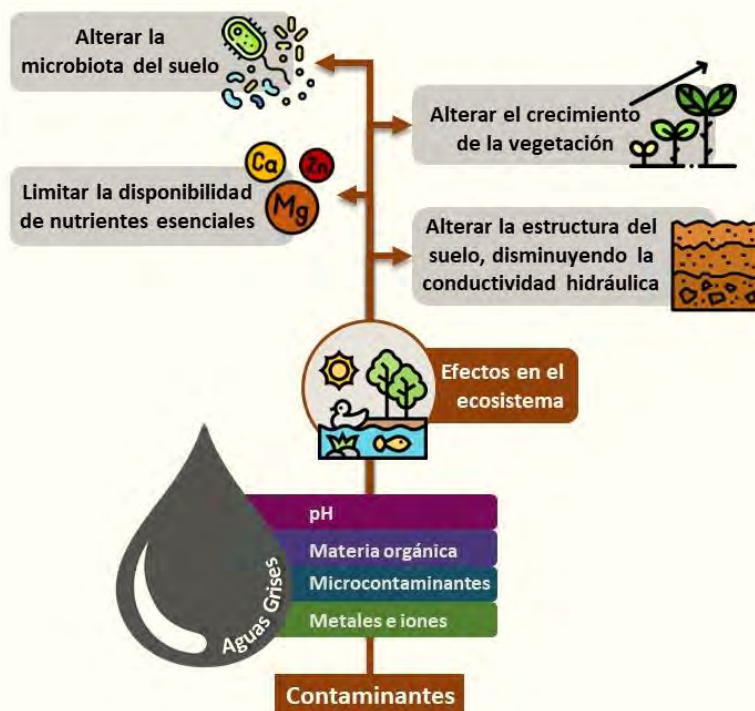 Alterar la
microbiota del suelo
Alterar el crecimiento
de la vegetación
Ca
Zn
Mg
Limitar la disponibilidad
de nutrientes esenciales
Alterar la estructura del
suelo, disminuyendo la
conductividad hidráulica
Efectos en el
ecosistema
pH
Materia orgánica
Microcontaminantes
Metales e iones
Aguas Grises
Contaminantes